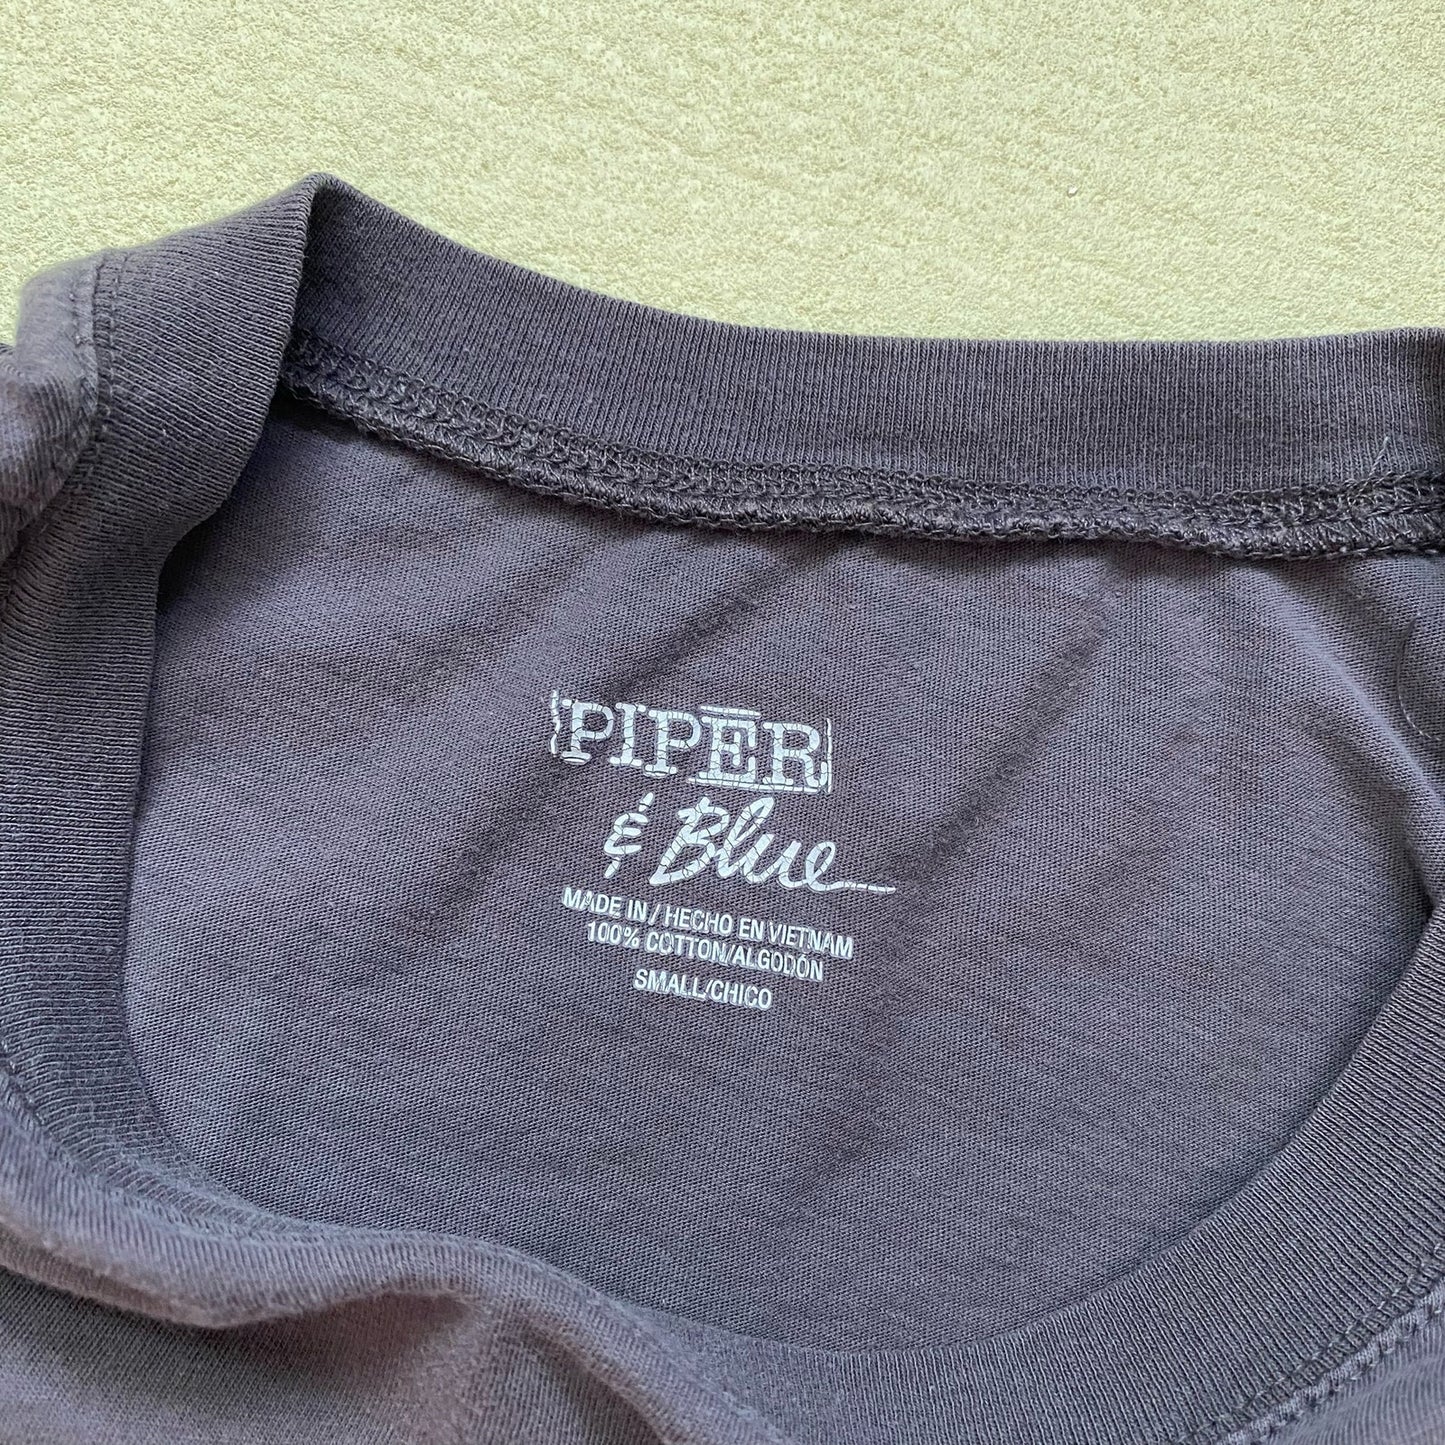 PIPER
& Blue
MADE IN / HECHO EN VIETNAM
100% COTTON/ALGODÓN
SMALL/CHICO